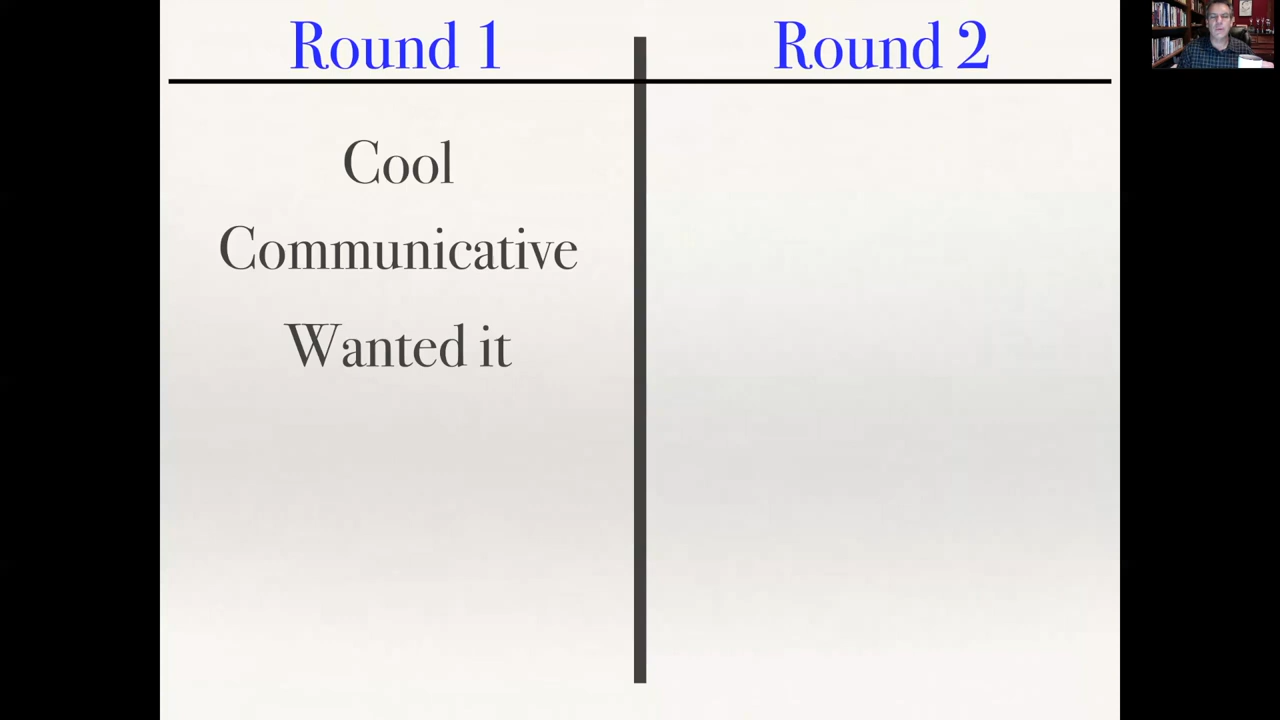 Round 1
Round 2
Cool
Communicative
Wanted it